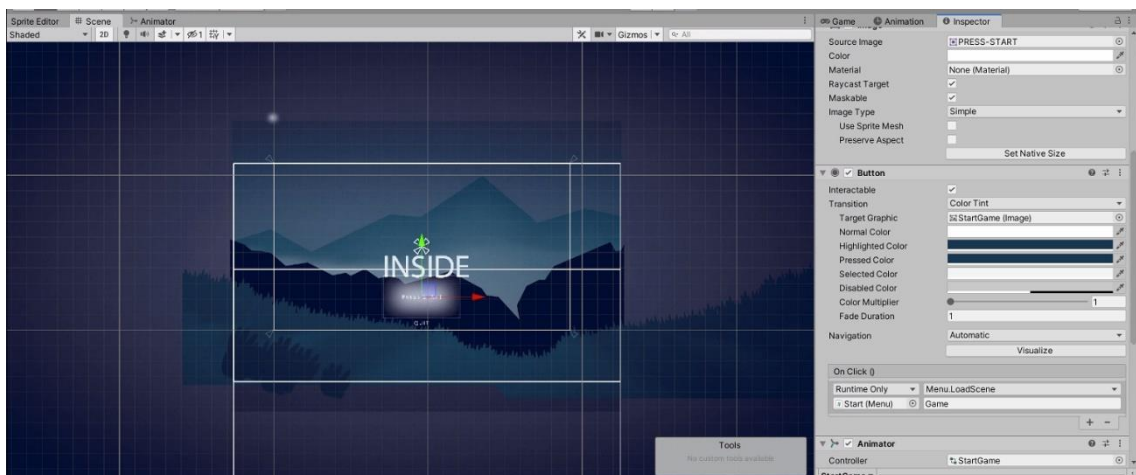 Sprite Editor
Scene
Animator
Game
Animation
Inspector
Shaded
2D
1
Gizmos
All
Source Image
PRESS-START
Color
Material
None (Material)
Raycast Target
Maskable
Image Type
Simple
Use Sprite Mesh
Preserve Aspect
Set Native Size
Button
Interactable
Transition
Color Tint
Target Graphic
StartGame (Image)
Normal Color
Highlighted Color
Pressed Color
Selected Color
Disabled Color
Color Multiplier
1
Fade Duration
1
Navigation
Automatic
Visualize
On Click ()
Runtime Only
Menu.LoadScene
Start (Menu)
Game
+ -
Animator
Controller
StartGame
INSIDE
Tools
No custom tools available